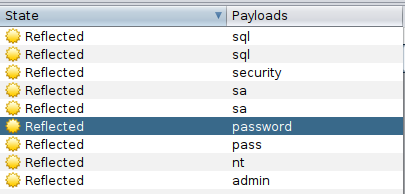 State Payloads
Reflected sql
Reflected sql
Reflected security
Reflected sa
Reflected sa
Reflected password
Reflected pass
Reflected nt
Reflected admin